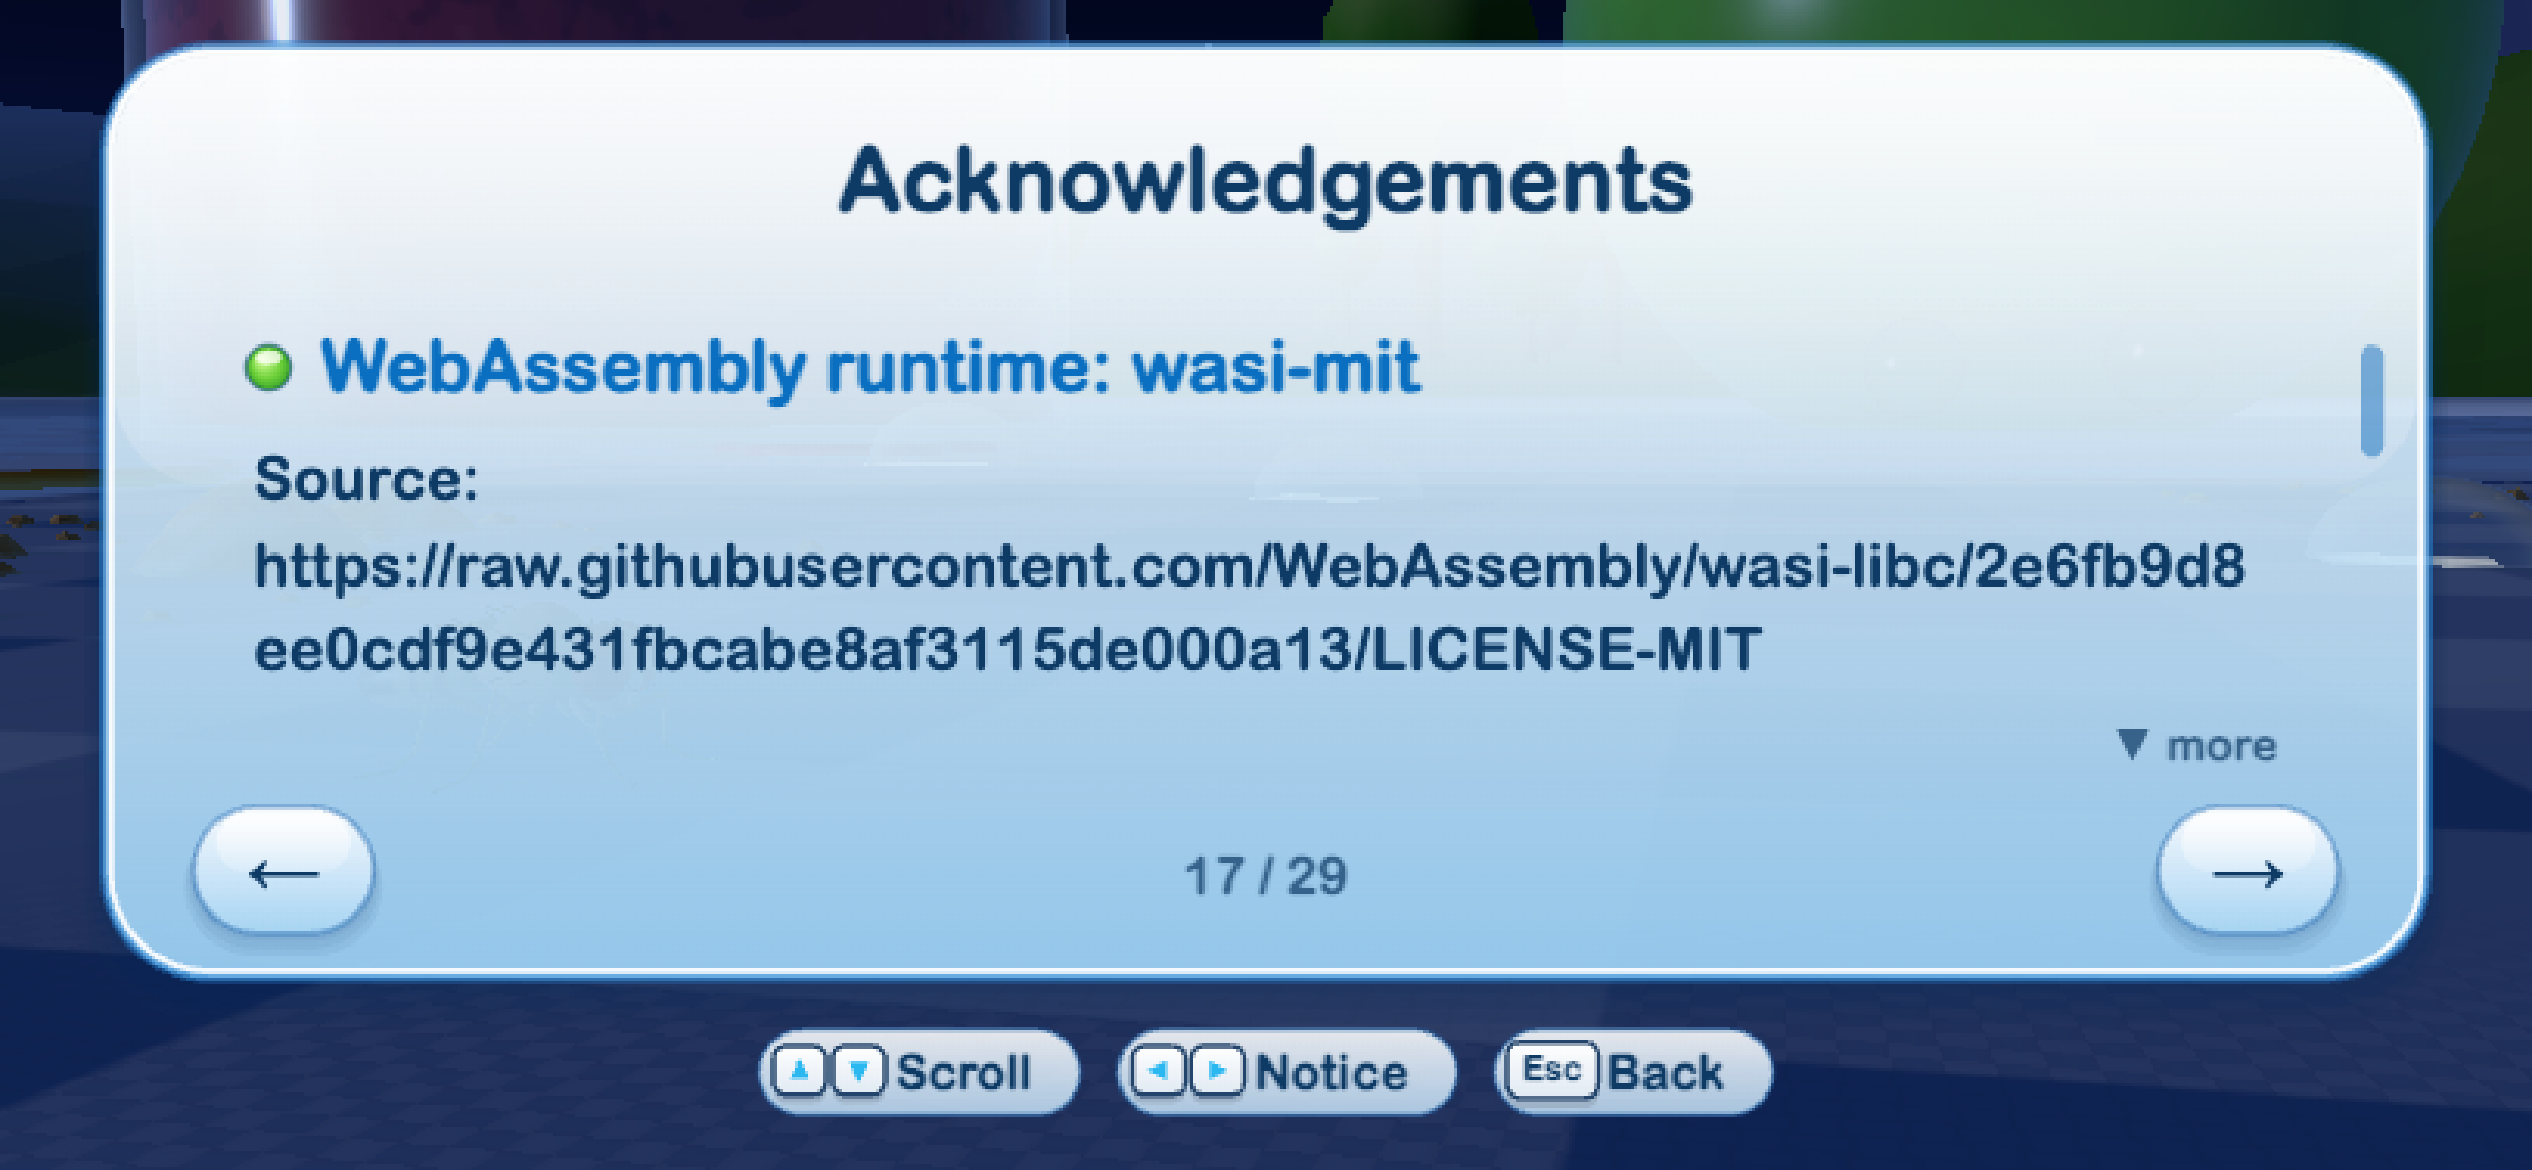 Acknowledgements
WebAssembly runtime: wasi-mit
Source:
https://raw.githubusercontent.com/WebAssembly/wasi-libc/2e6fb9d8
ee0cdf9e431fbcabe8af3115de000a13/LICENSE-MIT
▼ more
← 17 / 29 →
▲ ▼ Scroll ◄ ► Notice Esc Back